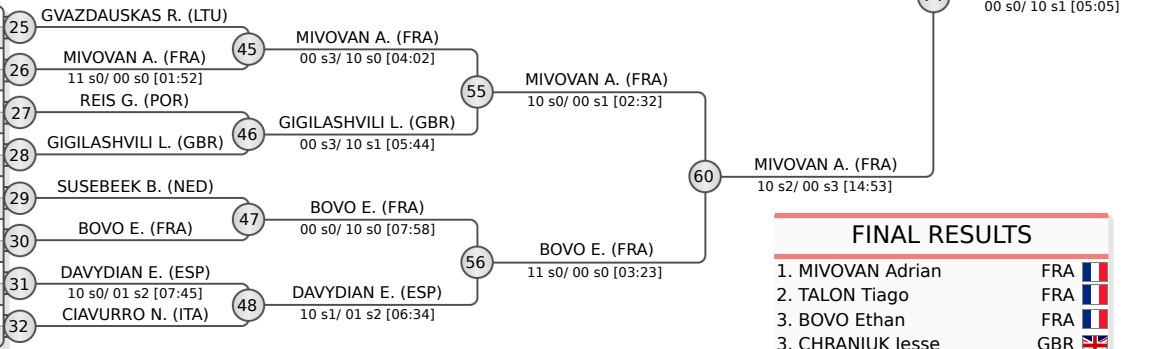 00 s0/ 10 s1 [05:05]
GVAZDAUSKAS R. (LTU)
25
MIVOVAN A. (FRA)
45
00 s3/ 10 s0 [04:02]
MIVOVAN A. (FRA)
26
11 s0/ 00 s0 [01:52]
MIVOVAN A. (FRA)
55
10 s0/ 00 s1 [02:32]
REIS G. (POR)
27
GIGILASHVILI L. (GBR)
46
00 s3/ 10 s1 [05:44]
GIGILASHVILI L. (GBR)
28
MIVOVAN A. (FRA)
60
10 s2/ 00 s3 [14:53]
SUSEBEEK B. (NED)
29
BOVO E. (FRA)
47
00 s0/ 10 s0 [07:58]
BOVO E. (FRA)
30
BOVO E. (FRA)
56
11 s0/ 00 s0 [03:23]
DAVYDIAN E. (ESP)
31
10 s0/ 01 s2 [07:45]
DAVYDIAN E. (ESP)
48
10 s1/ 01 s2 [06:34]
CIAVURRO N. (ITA)
32
FINAL RESULTS
1. MIVOVAN Adrian FRA
2. TALON Tiago FRA
3. BOVO Ethan FRA
3. CHRANIUK Jesse GBR